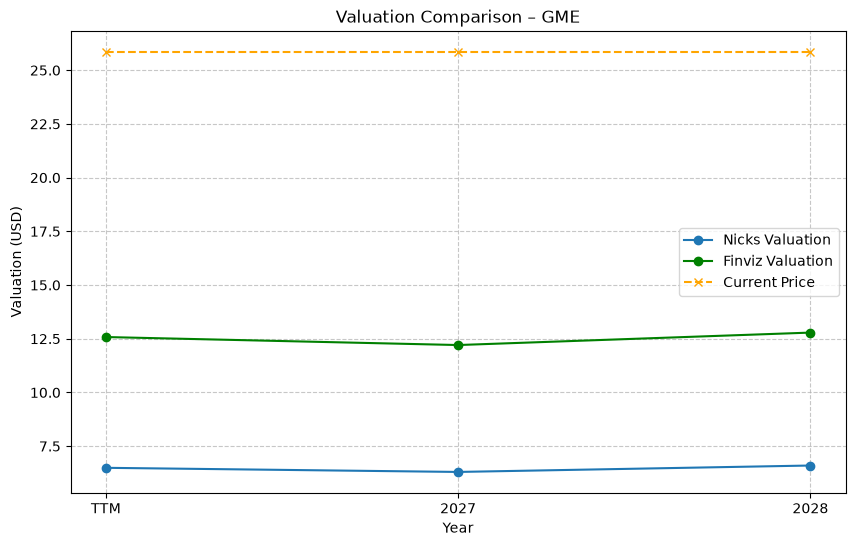 Valuation Comparison – GME
Valuation (USD)
25.0
22.5
20.0
17.5
15.0
12.5
10.0
7.5
Nicks Valuation
Finviz Valuation
Current Price
TTM
2027
2028
Year